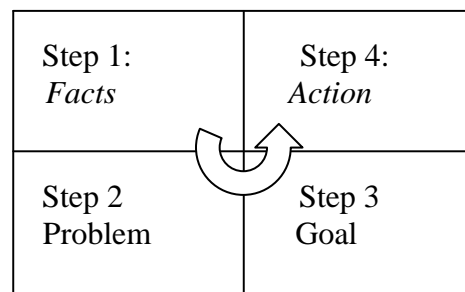 Step 1:
Facts
Step 4:
Action
Step 2
Problem
Step 3
Goal